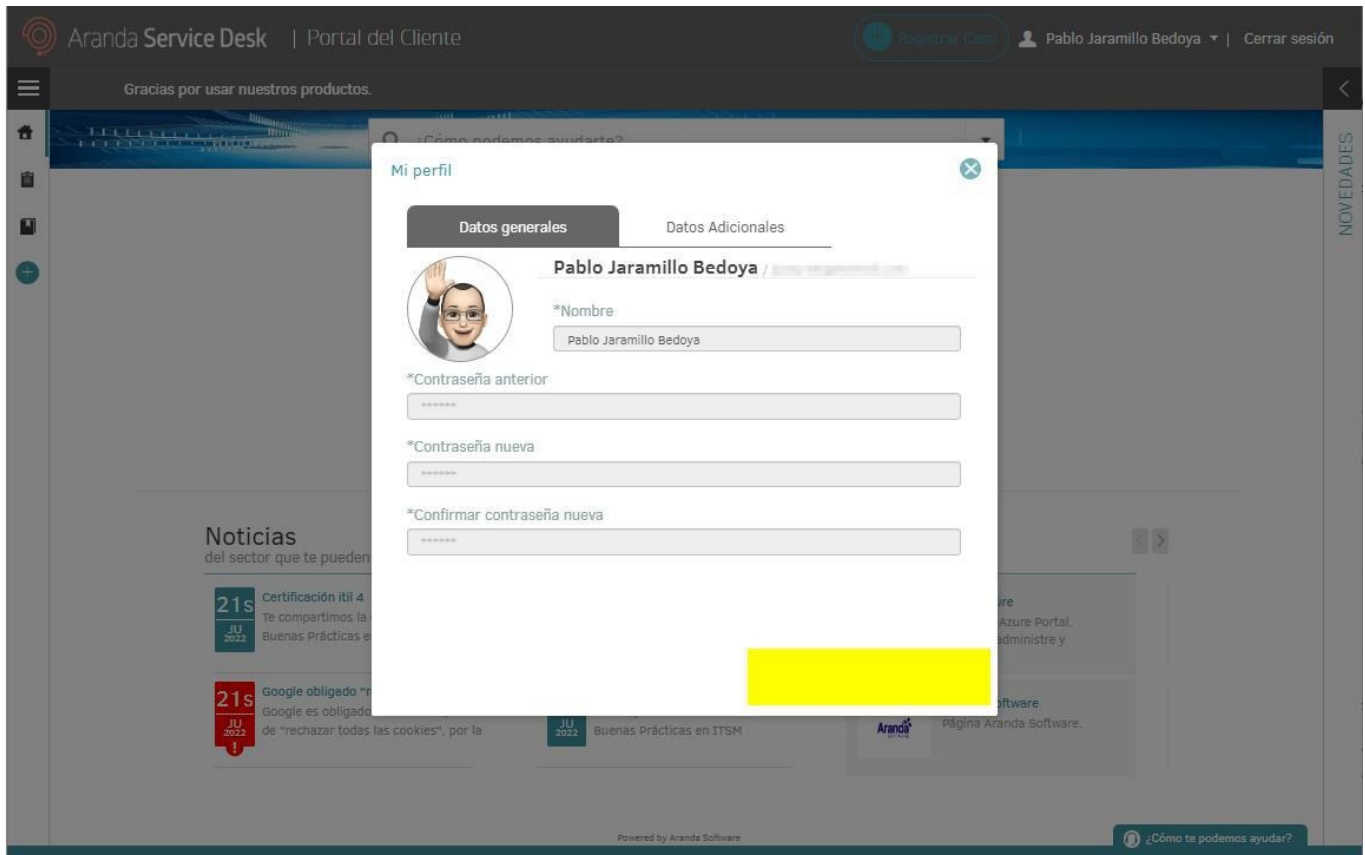 Aranda Service Desk | Portal del Cliente
Registrar Caso
Pablo Jaramillo Bedoya | Cerrar sesión
Gracias por usar nuestros productos.
¿Cómo podemos ayudarte?
NOVEDADES
Mi perfil
Datos generales
Datos Adicionales
Pablo Jaramillo Bedoya /
*Nombre
Pablo Jaramillo Bedoya
*Contraseña anterior
******
*Contraseña nueva
******
*Confirmar contraseña nueva
******
Noticias
del sector que te pueden
21s
JU
2022
Certificación itil 4
Te compartimos la
Buenas Prácticas e
Azure Portal.
administre y
21s
JU
2022
!
Google obligado "r
Google es obligado
de "rechazar todas las cookies", por la
JU
2022
Buenas Prácticas en ITSM
Aranda
Página Aranda Software.
Powered by Aranda Software
¿Cómo te podemos ayudar?